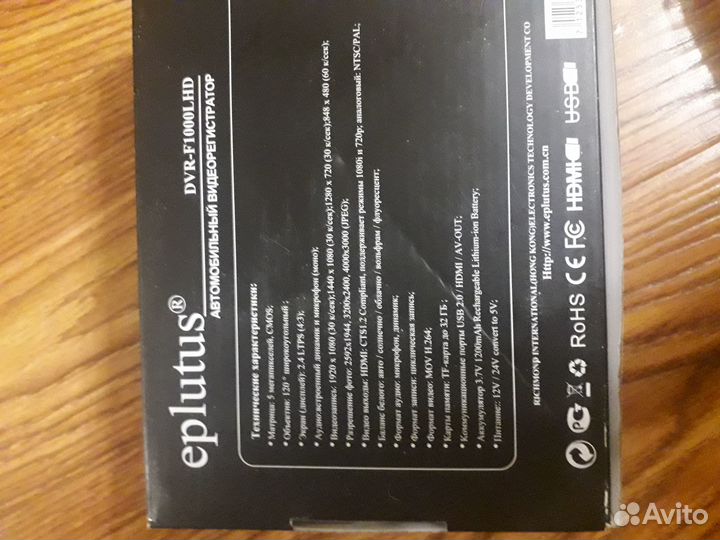 eplutus®
DVR-F1000LHD
АВТОМОБИЛЬНЫЙ ВИДЕОРЕГИСТРАТОР
Технические характеристики:
• Матрица: 5 мегапикселей, CMOS;
• Объектив: 120 ° широкоугольный ;
• Экран (дисплей): 2.4 LTPS (4:3);
• Аудио:встроенный динамик и микрофон (моно);
• Видеозапись: 1920 x 1080 (30 к/сек);1440 x 1080 (30 к/сек);1280 x 720 (30 к/сек);848 x 480 (60 к/сек);
• Разрешение фото: 2592x1944, 3200x2400, 4000x3000 (JPEG);
• Видео выходы: HDMI: CTS1.2 Compliant, поддерживает режимы 1080i и 720p; аналоговый: NTSC/PAL;
• Баланс белого: авто / солнечно / облачно / вольфрам / флуоресцент;
• Формат аудио: микрофон, динамик;
• Формат записи: циклическая запись;
• Формат видео: MOV H.264;
• Карта памяти: TF-карта до 32 ГБ ;
• Коммуникационные порты USB 2.0 / HDMI / AV-OUT;
• Аккумулятор 3.7V 1200mAh Rechargeable Lithium-ion Battery;
• Питание:: 12V / 24V convert to 5V;
RICHMOND INTERNATIONAL(HONG KONG)ELECTRONICS TECHNOLOGY DEVELOPMENT CO
Http://www.eplutus.com.cn
RoHS CE FC HDMI USB
Avito